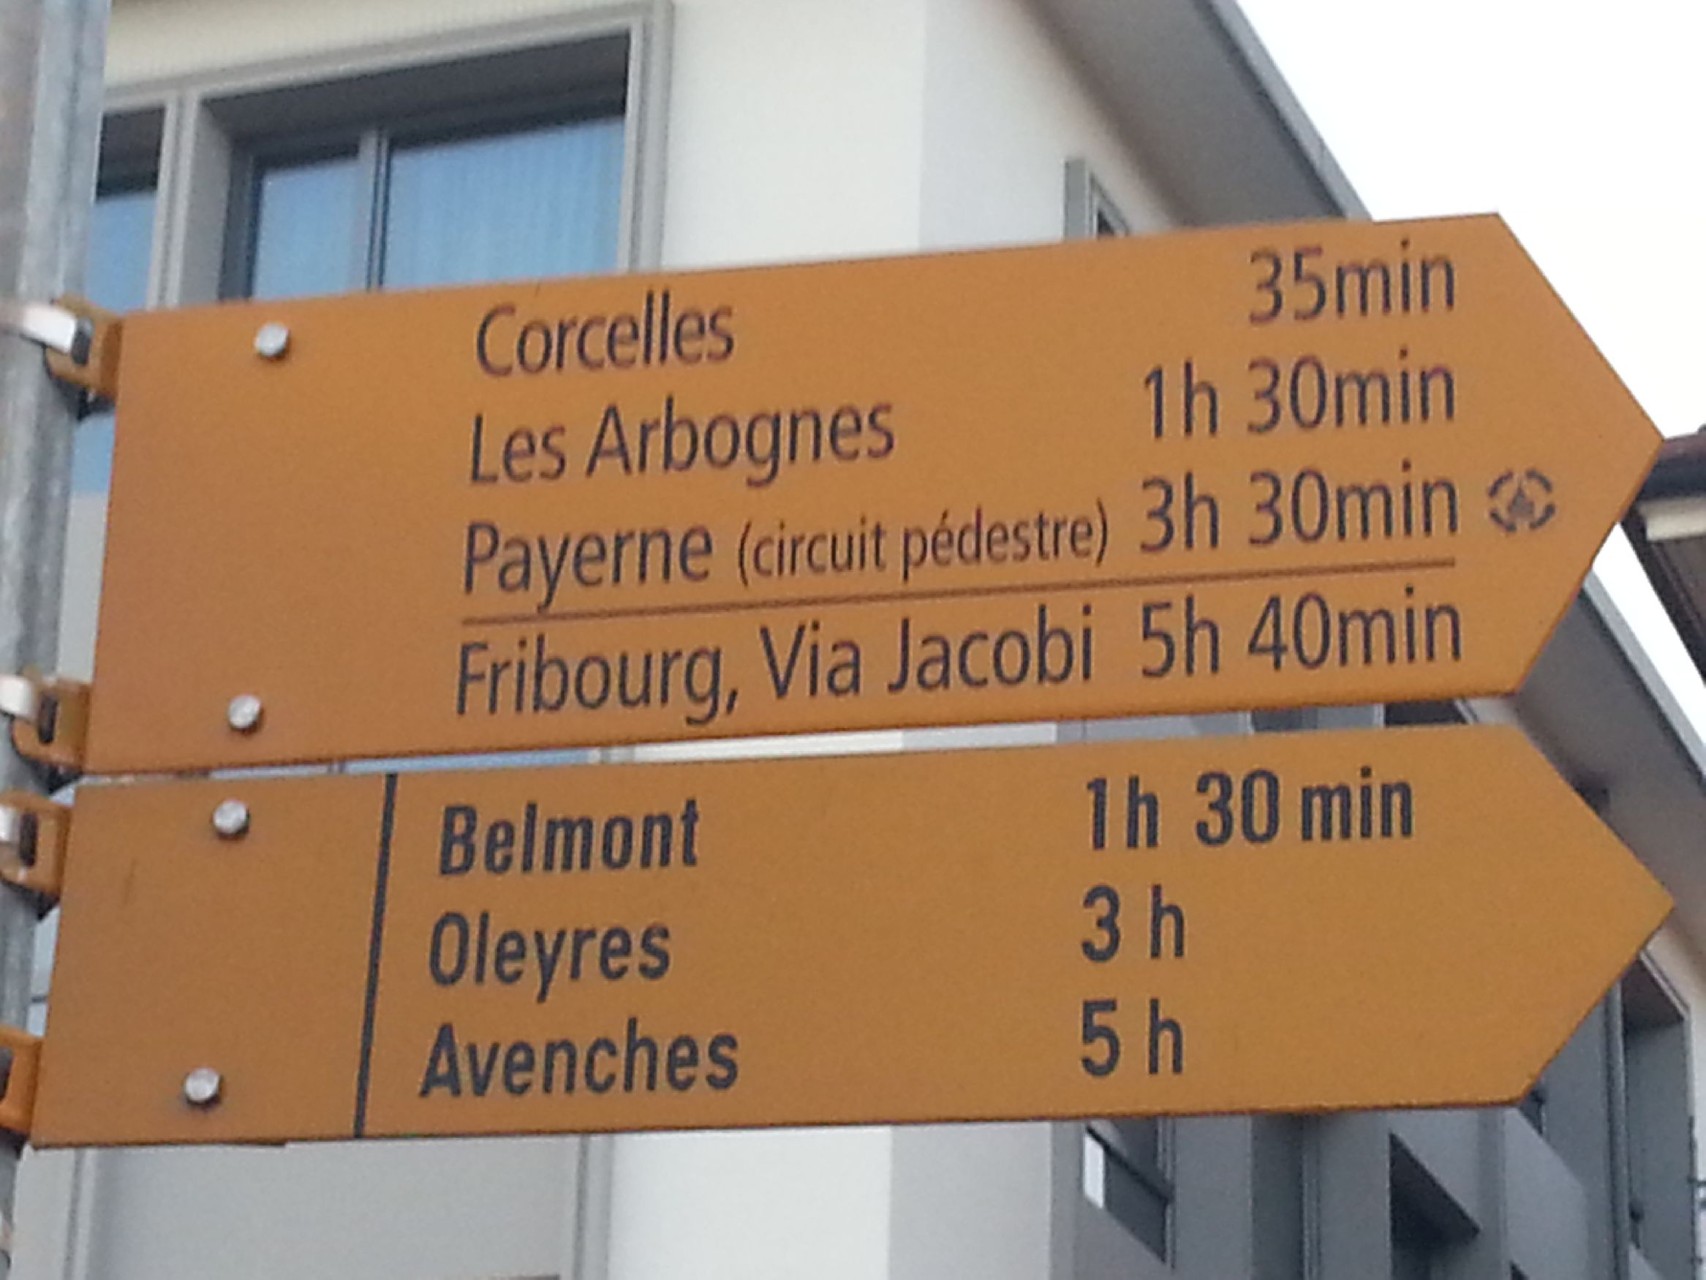 Corcelles 35min
Les Arbognes 1h 30min
Payerne (circuit pédestre) 3h 30min
Fribourg, Via Jacobi 5h 40min
Belmont 1h 30 min
Oleyres 3 h
Avenches 5 h